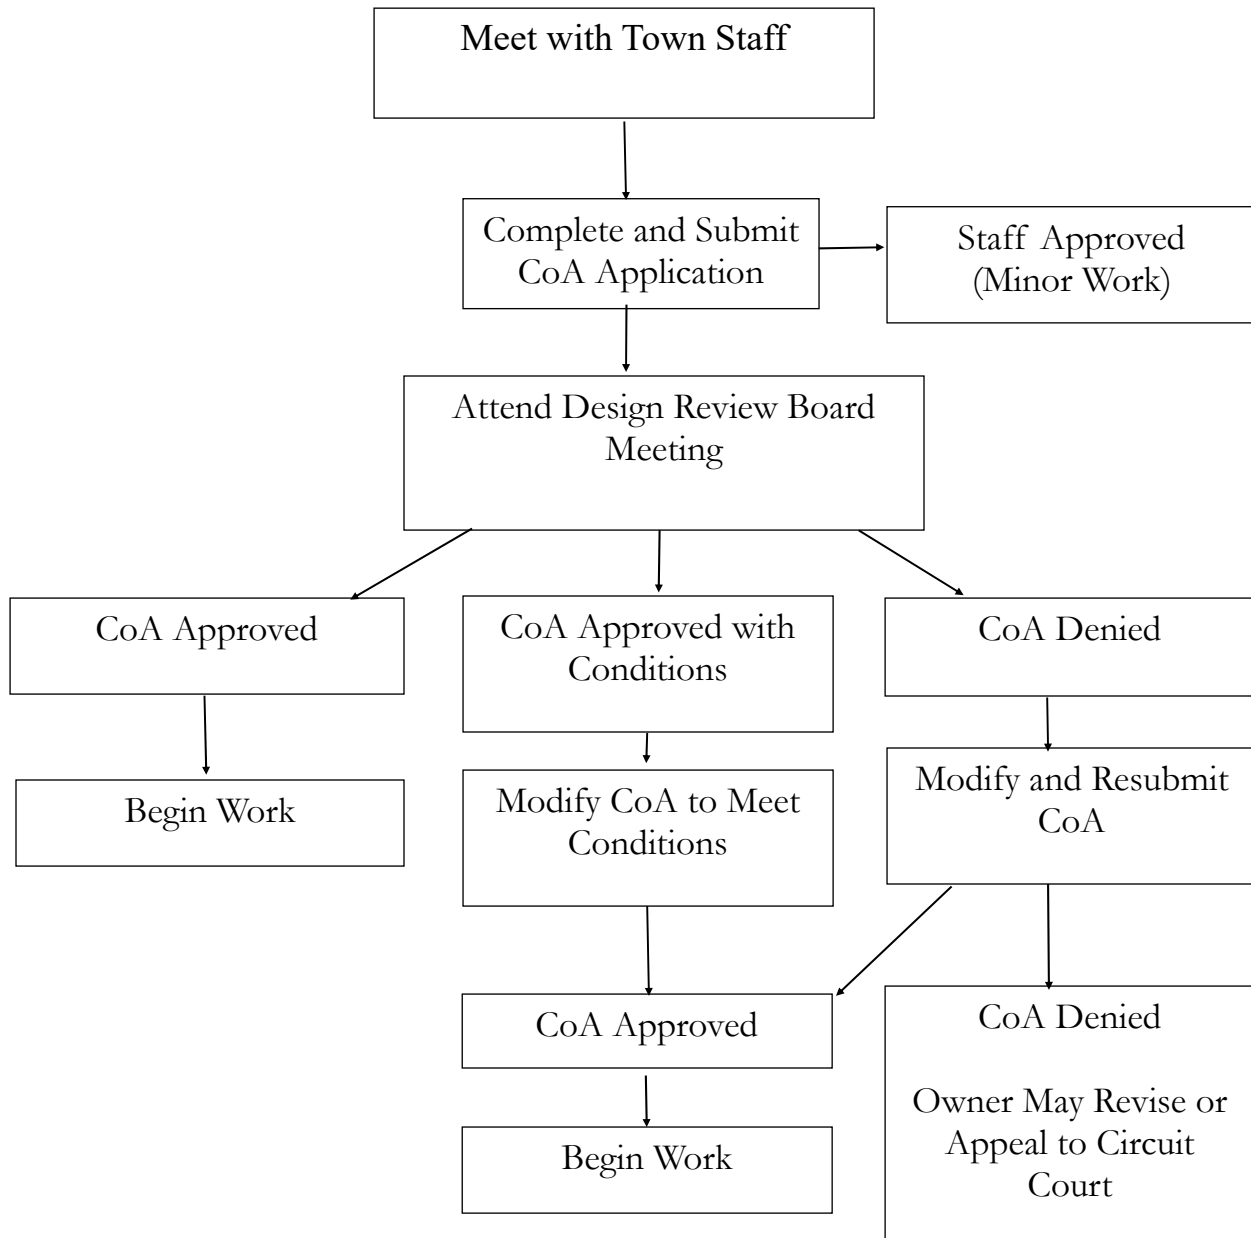 Meet with Town Staff
Complete and Submit
CoA Application
Staff Approved
(Minor Work)
Attend Design Review Board
Meeting
CoA Approved
CoA Approved with
Conditions
CoA Denied
Begin Work
Modify CoA to Meet
Conditions
Modify and Resubmit
CoA
CoA Approved
CoA Denied
Owner May Revise or
Appeal to Circuit
Court
Begin Work